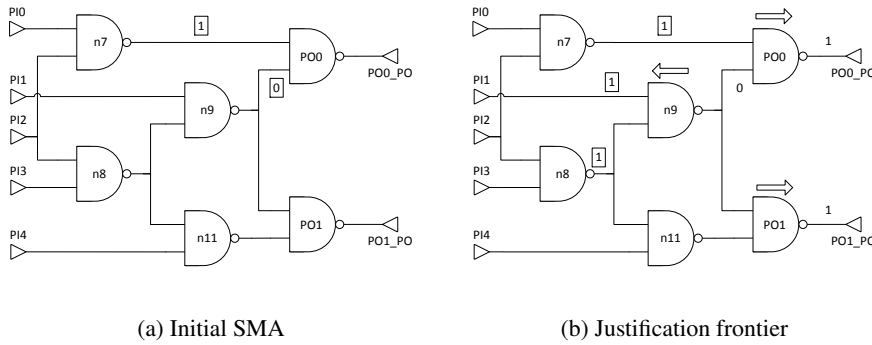 PI0
n7
1
PO0
PO0_PO
PI1
0
n9
PI2
PI3
n8
PI4
n11
PO1
PO1_PO
(a) Initial SMA
PI0
n7
1
PO0
1
PO0_PO
PI1
1
0
n9
PI2
PI3
n8
1
PI4
n11
PO1
1
PO1_PO
(b) Justification frontier